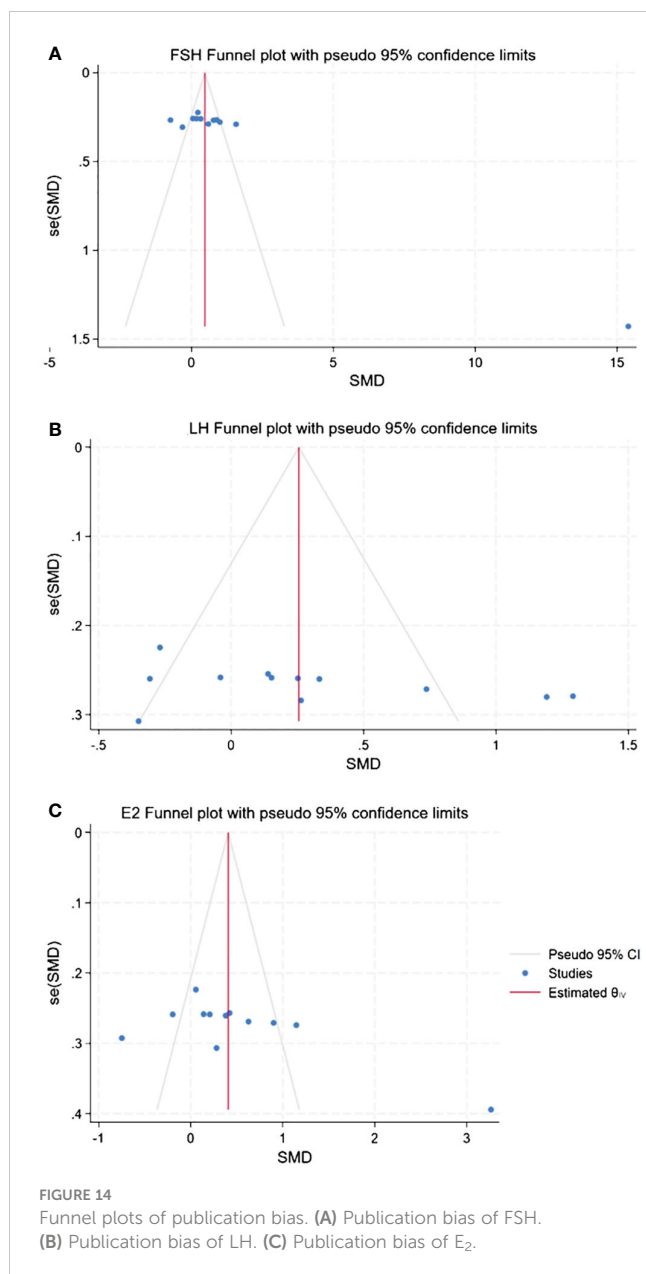 A
FSH Funnel plot with pseudo 95% confidence limits
0
.5
1
1.5
se(SMD)
-5
0
5
10
15
SMD
B
LH Funnel plot with pseudo 95% confidence limits
0
.1
.2
.3
se(SMD)
-.5
0
.5
1
1.5
SMD
C
E2 Funnel plot with pseudo 95% confidence limits
0
.1
.2
.3
.4
se(SMD)
-1
0
1
2
3
SMD
Pseudo 95% CI
Studies
Estimated θIV
FIGURE 14
Funnel plots of publication bias. (A) Publication bias of FSH.
(B) Publication bias of LH. (C) Publication bias of E₂.